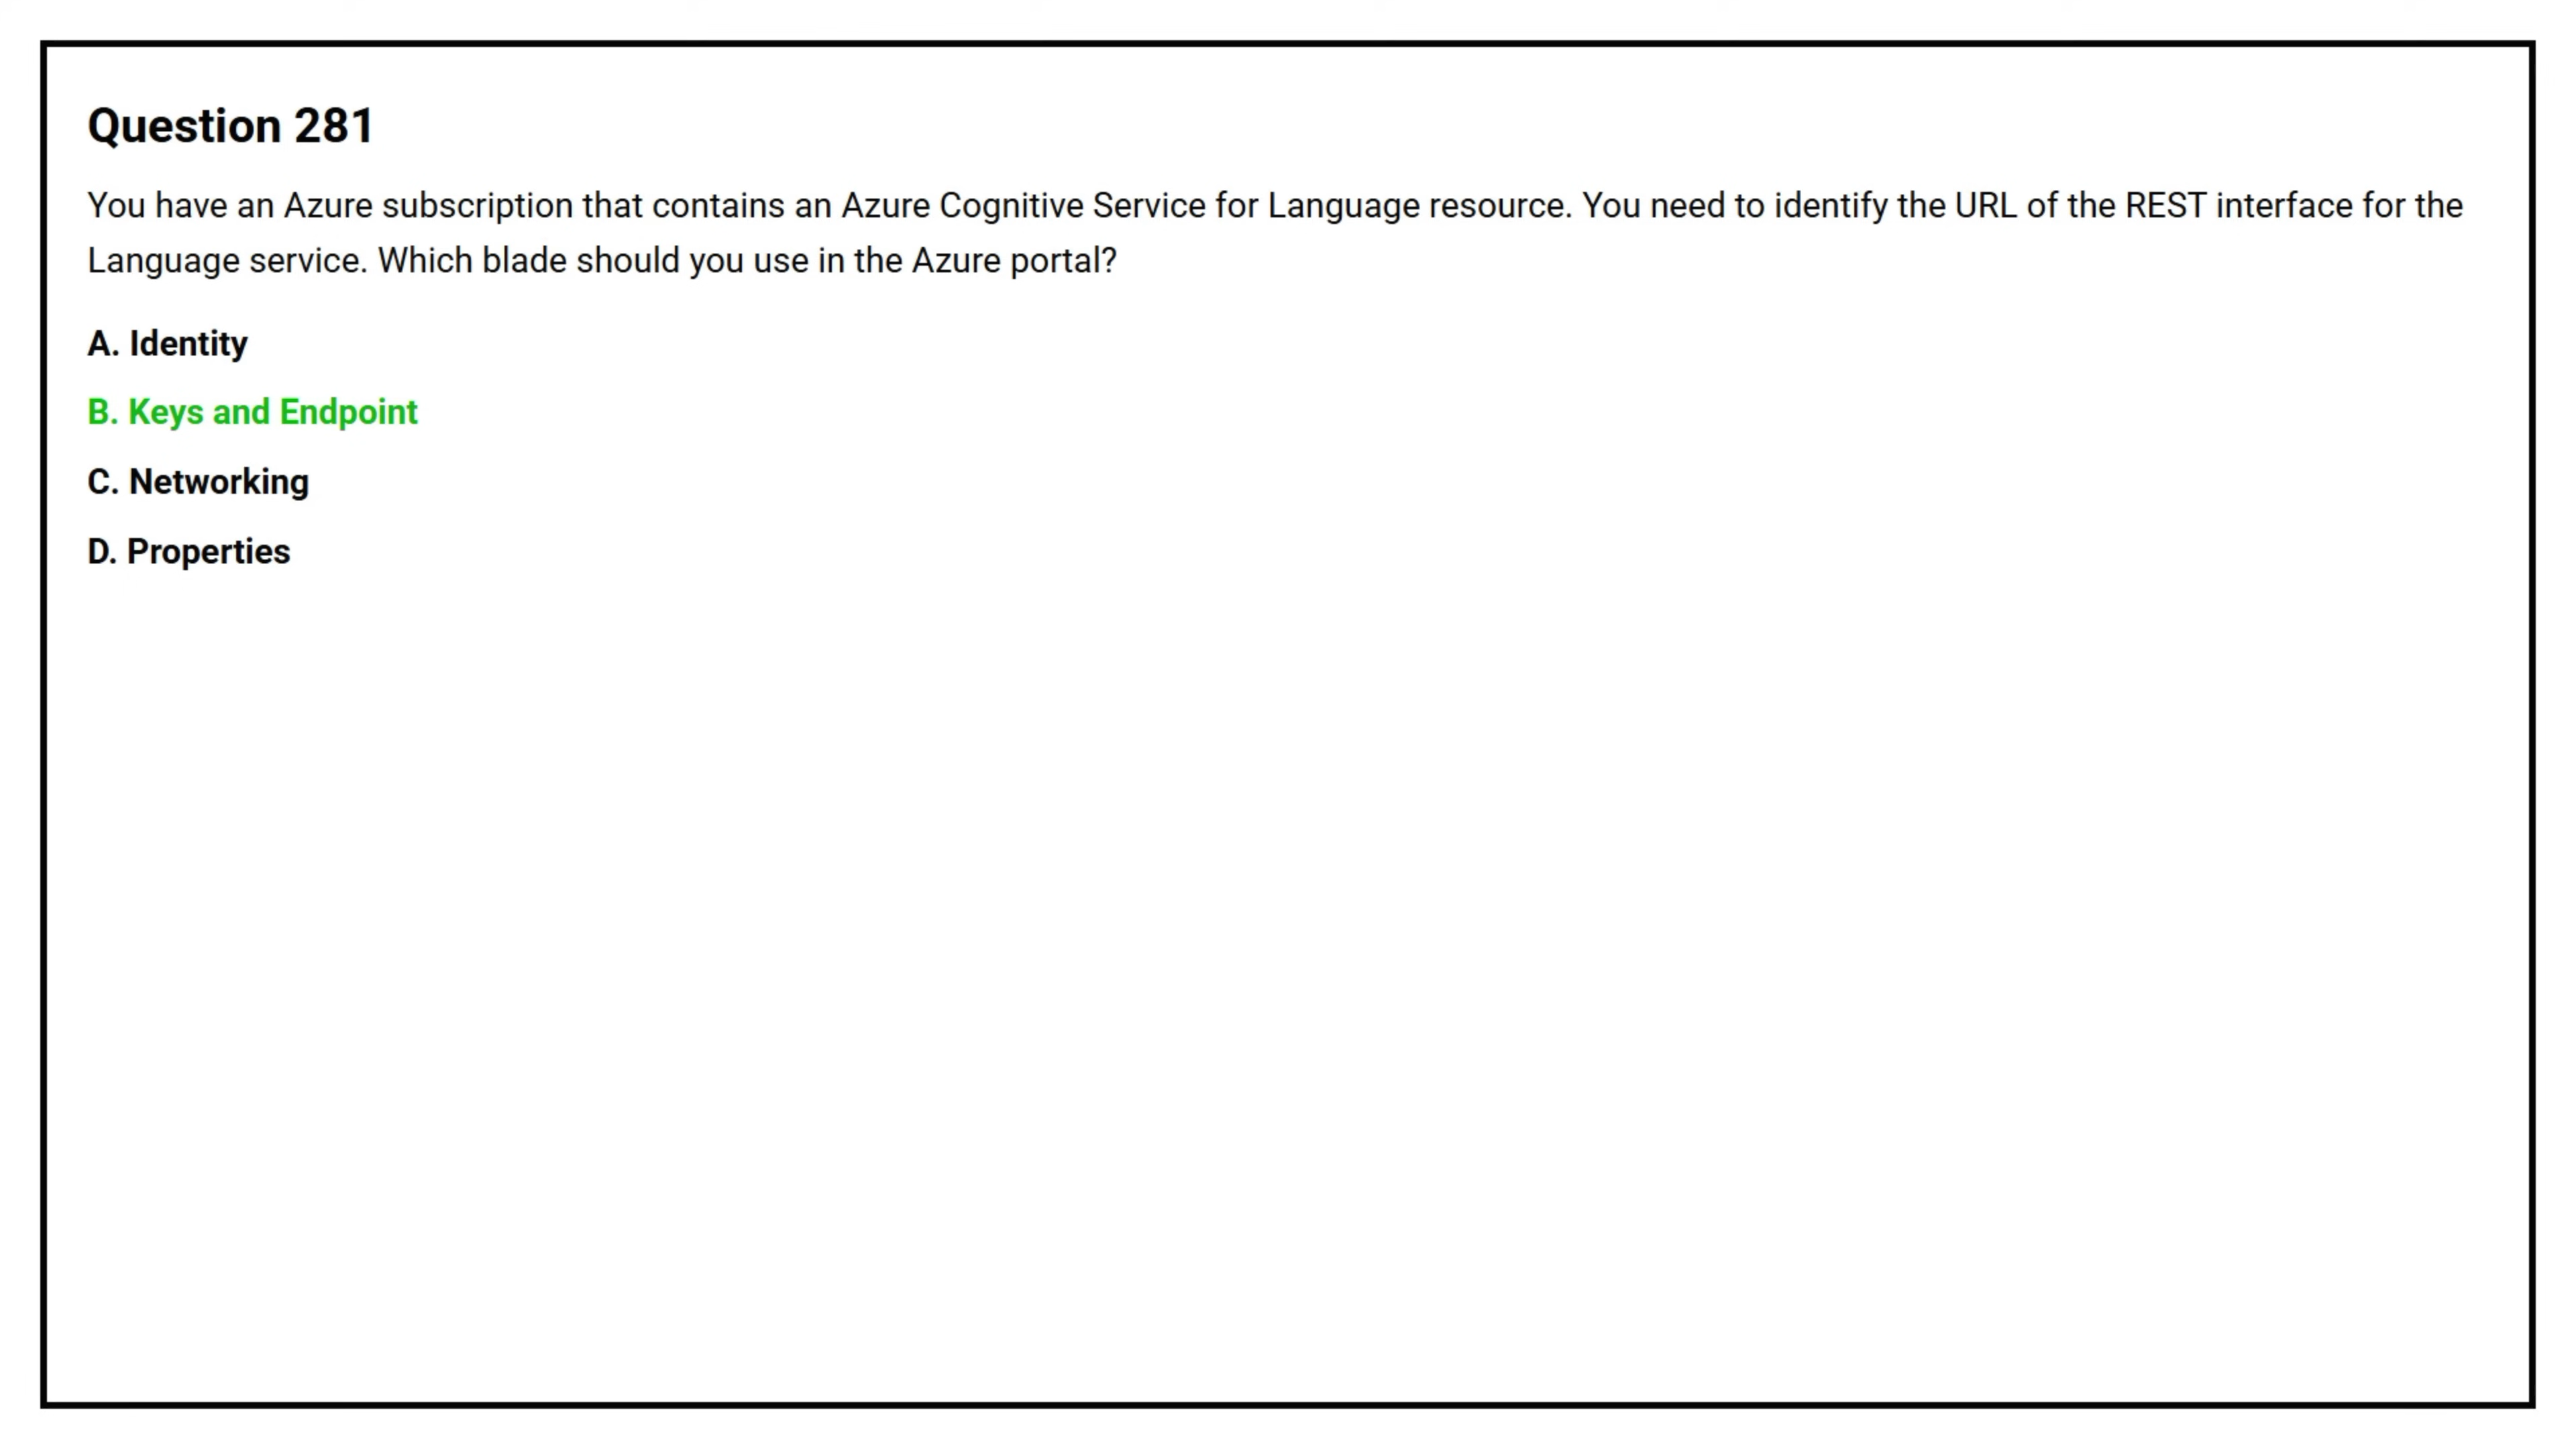 Question 281
You have an Azure subscription that contains an Azure Cognitive Service for Language resource. You need to identify the URL of the REST interface for the
Language service. Which blade should you use in the Azure portal?
A. Identity
B. Keys and Endpoint
C. Networking
D. Properties